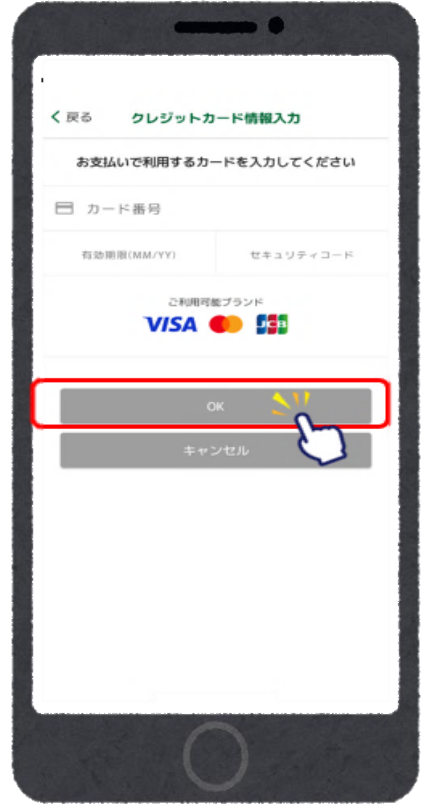 戻る クレジットカード情報入力
お支払いで利用するカードを入力してください
カード番号
有効期限(MM/YY) セキュリティコード
ご利用可能ブランド
VISA JCB
OK
キャンセル